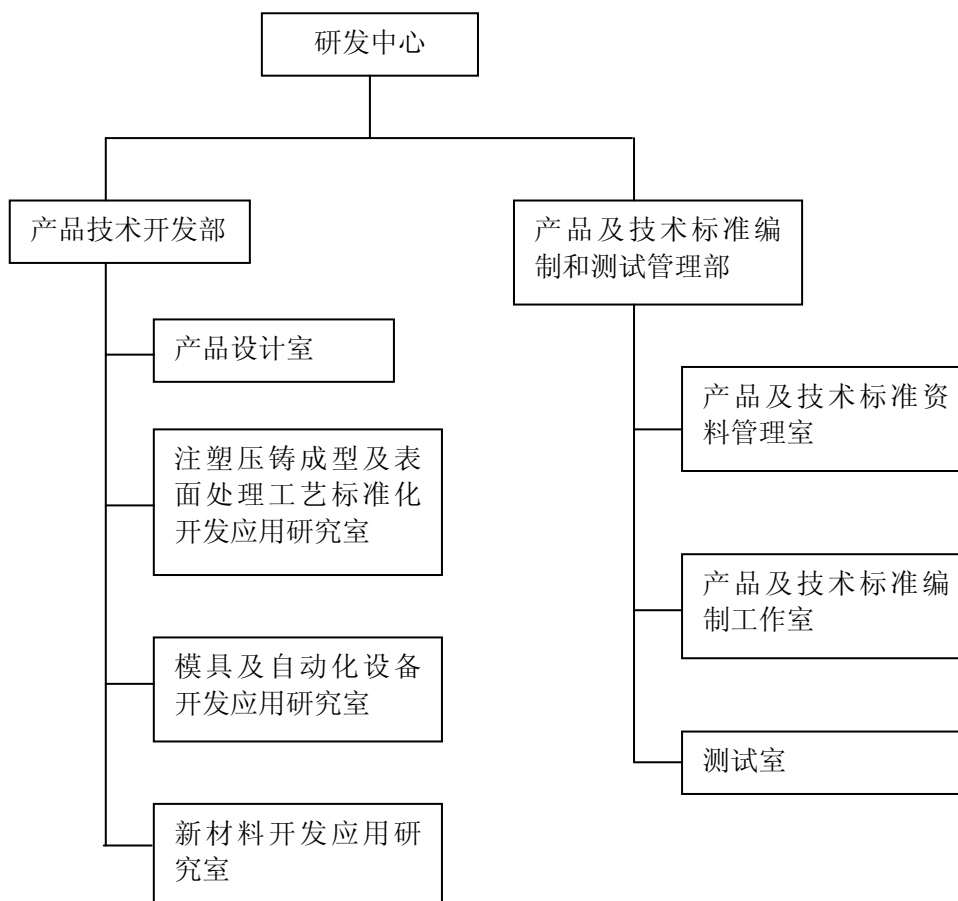 研发中心
产品技术开发部
产品及技术标准编
制和测试管理部
产品设计室
产品及技术标准资
料管理室
注塑压铸成型及表
面处理工艺标准化
开发应用研究室
产品及技术标准编
制工作室
模具及自动化设备
开发应用研究室
测试室
新材料开发应用研
究室